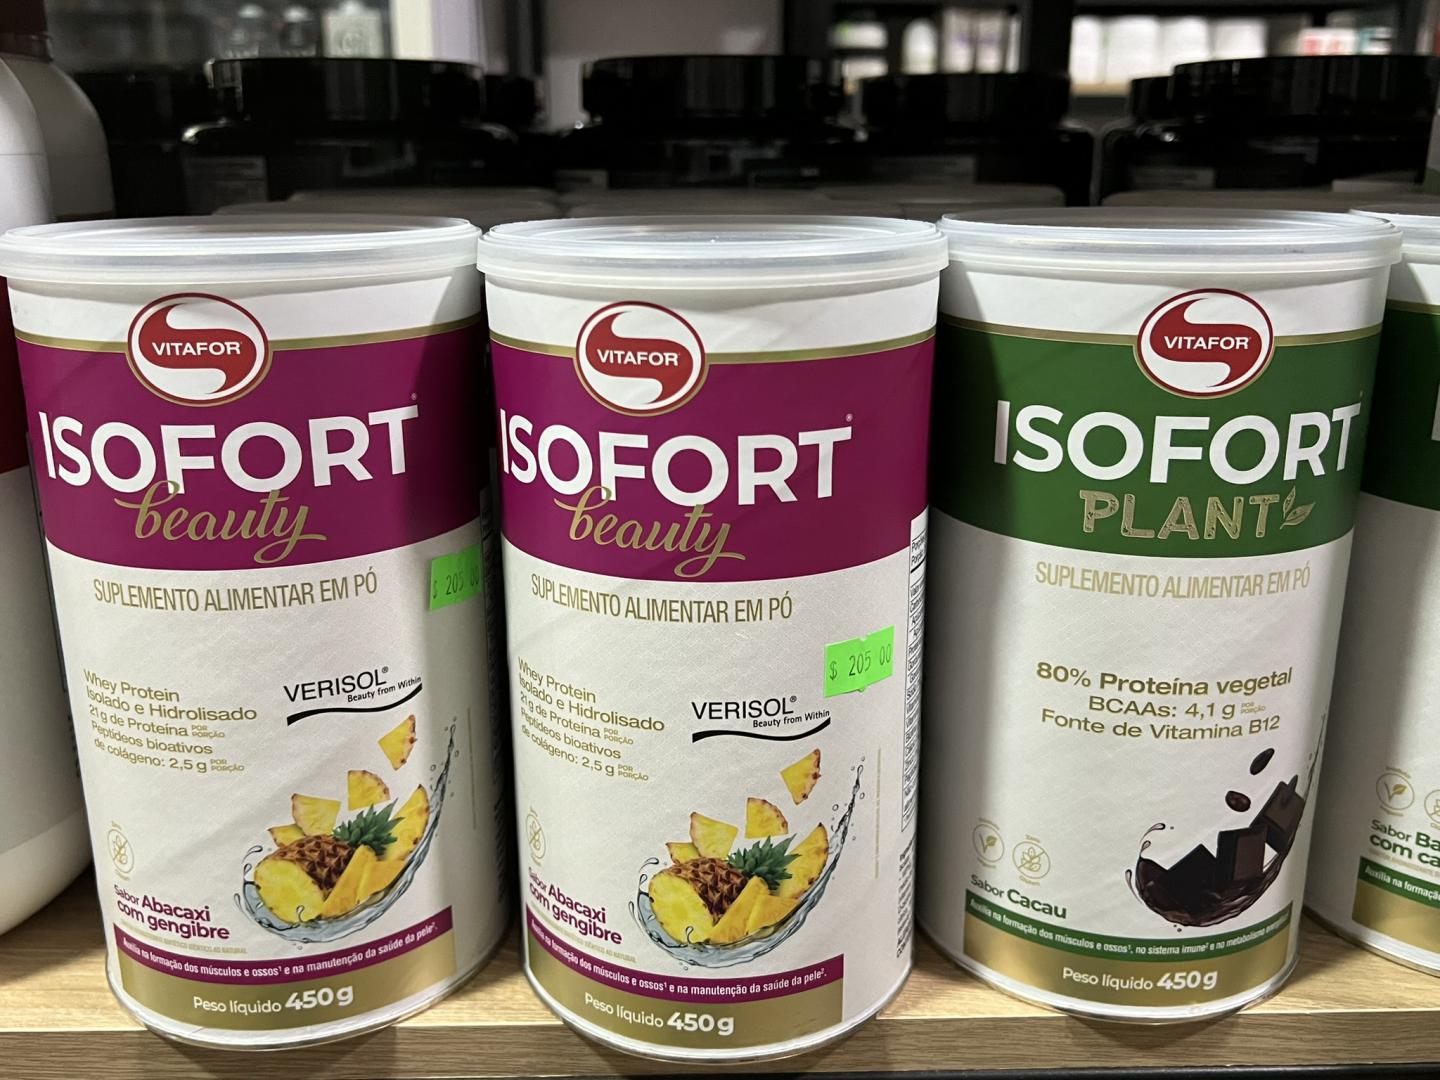 VITAFOR
ISOFORT
beauty
SUPLEMENTO ALIMENTAR EM PÓ
$ 205 00
Whey Protein
Isolado e Hidrolisado
21 g de Proteína POR PORÇÃO
Peptídeos bioativos
de colágeno: 2,5 g POR PORÇÃO
VERISOL®
Beauty from Within
Sabor Abacaxi
com gengibre
Auxilia na formação dos músculos e ossos¹ e na manutenção da saúde da pele².
Peso líquido 450g
VITAFOR
ISOFORT
beauty
SUPLEMENTO ALIMENTAR EM PÓ
$ 205 00
Whey Protein
Isolado e Hidrolisado
21 g de Proteína POR PORÇÃO
Peptídeos bioativos
de colágeno: 2,5 g POR PORÇÃO
VERISOL®
Beauty from Within
Sabor Abacaxi
com gengibre
Auxilia na formação dos músculos e ossos¹ e na manutenção da saúde da pele².
Peso líquido 450g
VITAFOR
ISOFORT
PLANT
SUPLEMENTO ALIMENTAR EM PÓ
80% Proteína vegetal
BCAAs: 4,1 g POR PORÇÃO
Fonte de Vitamina B12
Sabor Cacau
Auxilia na formação dos músculos e ossos¹, no sistema imune² e no metabolismo energético³
Peso líquido 450g
Sabor Ba
com ca
Auxilia na formação